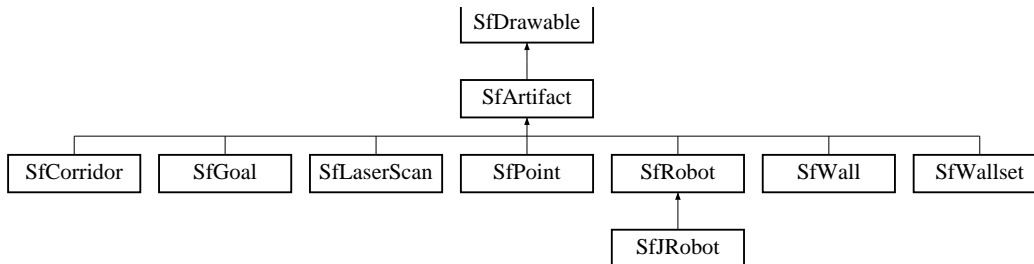 SfDrawable
SfArtifact
SfCorridor SfGoal SfLaserScan SfPoint SfRobot SfWall SfWallset
SfJRobot